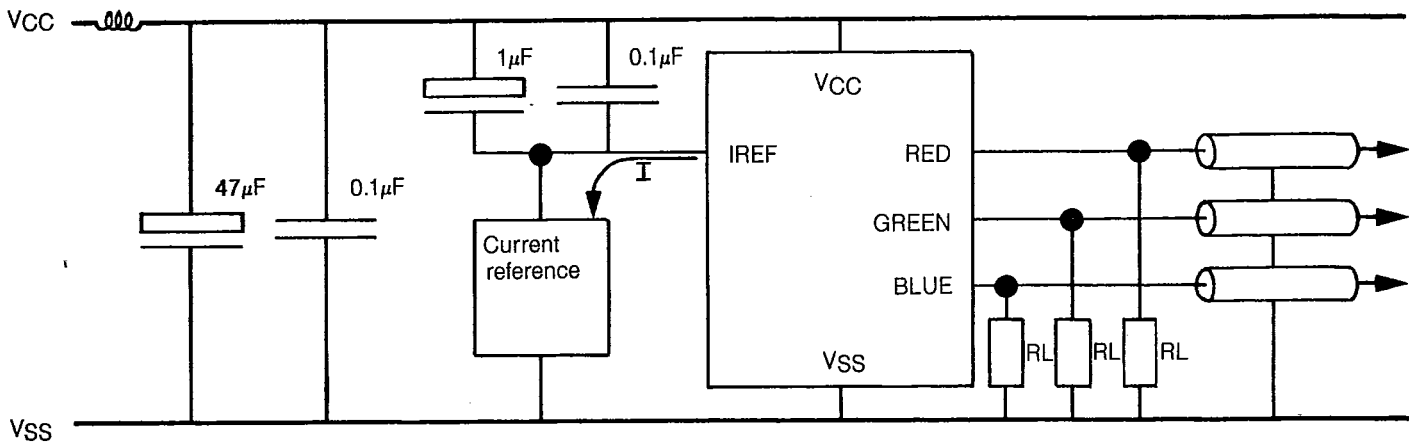 VCC
1µF
0.1µF
VCC
IREF
RED
I
47µF
0.1µF
GREEN
Current
reference
BLUE
VSS
RL
RL
RL
VSS